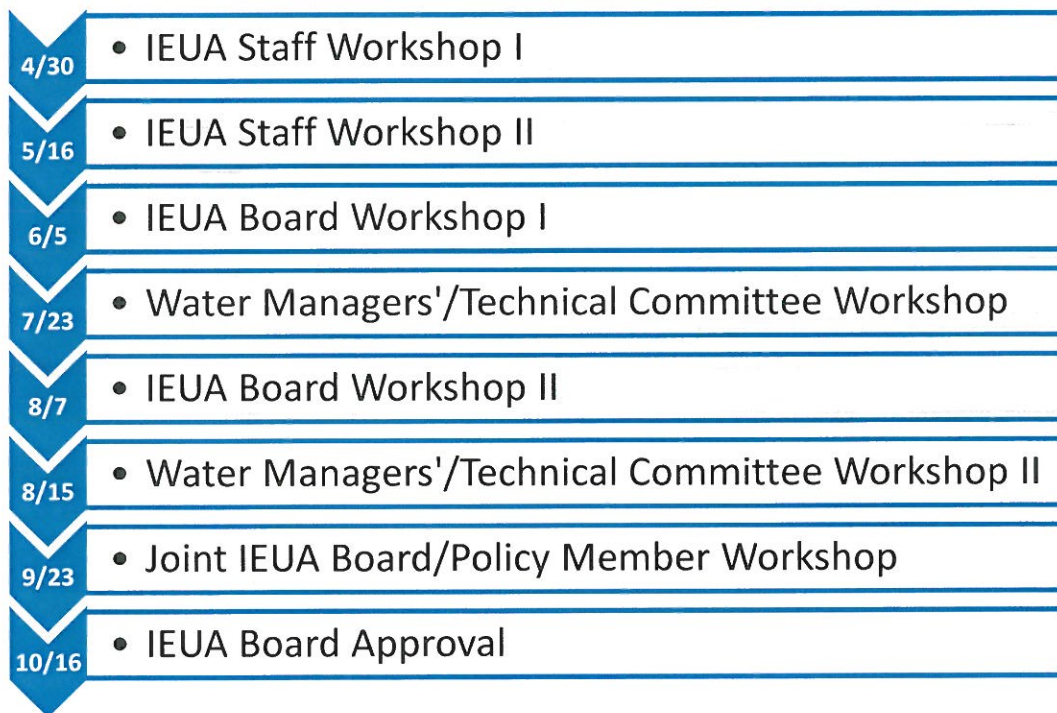 4/30 • IEUA Staff Workshop I
5/16 • IEUA Staff Workshop II
6/5 • IEUA Board Workshop I
7/23 • Water Managers'/Technical Committee Workshop
8/7 • IEUA Board Workshop II
8/15 • Water Managers'/Technical Committee Workshop II
9/23 • Joint IEUA Board/Policy Member Workshop
10/16 • IEUA Board Approval